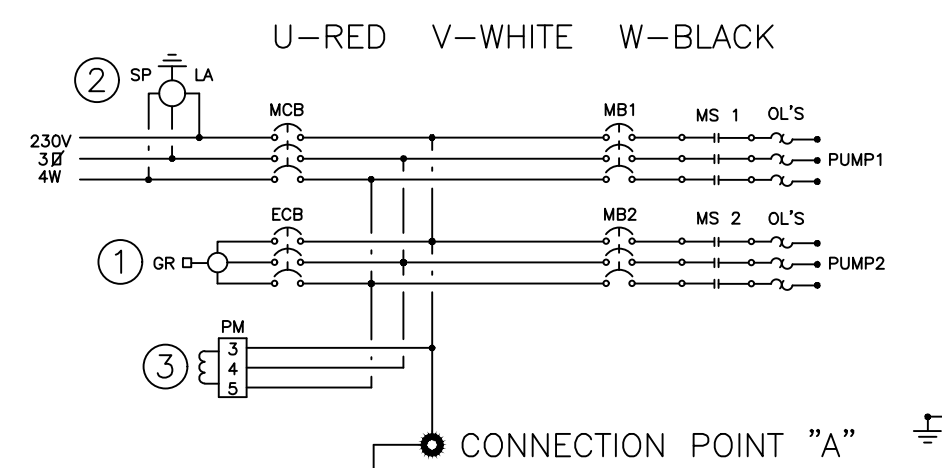 U-RED V-WHITE W-BLACK
2 SP LA
MCB MB1 MS 1 OL'S
230V
3Ø PUMP1
4W
ECB MB2 MS 2 OL'S
1 GR PUMP2
PM
3
3 4
5
CONNECTION POINT "A"